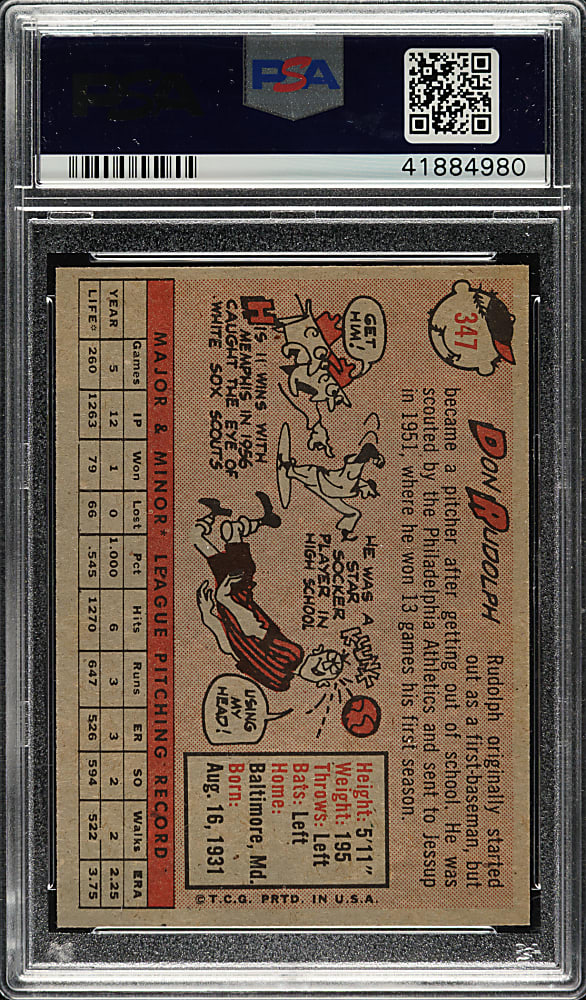 PSA
PSA
41884980
347
DON RUDOLPH
Rudolph originally started
out as a first-baseman, but
became a pitcher after getting out of school. He was
scouted by the Philadelphia Athletics and sent to Jessup
in 1951, where he won 13 games his first season.
GET
HIM!
HIS 11 WINS WITH
MEMPHIS IN 1956
CAUGHT THE EYE OF
WHITE SOX SCOUTS
HE WAS A
STAR
SOCKER
PLAYER IN
HIGH SCHOOL
KLUNK
USING
MY
HEAD!
Height: 5'11"
Weight: 195
Throws: Left
Bats: Left
Home:
Baltimore, Md.
Born:
Aug. 16, 1931
MAJOR & MINOR* LEAGUE PITCHING RECORD
Games IP Won Lost Pct Hits Runs ER SO Walks ERA
YEAR 5 12 1 0 1.000 6 3 3 2 2 2.25
LIFE* 260 1263 79 66 .545 1270 647 526 594 522 3.75
© T.C.G. PRTD. IN U.S.A.